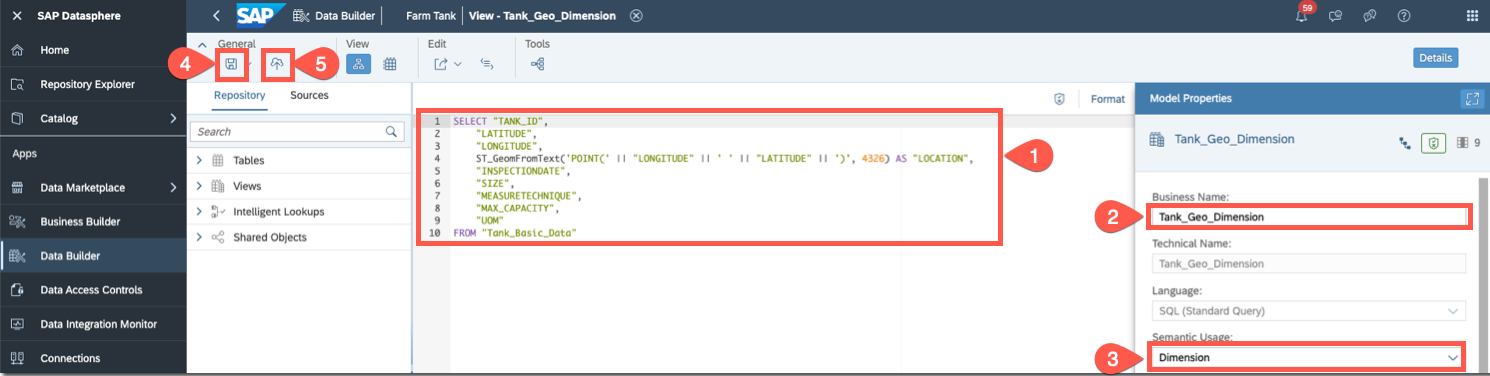 SAP Datasphere
SAP
Data Builder
Farm Tank
View - Tank_Geo_Dimension
59
Home
Repository Explorer
Catalog
Apps
Data Marketplace
Business Builder
Data Builder
Data Access Controls
Data Integration Monitor
Connections
General
View
Edit
Tools
4
5
Details
Repository
Sources
Search
Tables
Views
Intelligent Lookups
Shared Objects
Format
1 SELECT "TANK_ID",
2 "LATITUDE",
3 "LONGITUDE",
4 ST_GeomFromText('POINT(' || "LONGITUDE" || ' ' || "LATITUDE" || ')', 4326) AS "LOCATION",
5 "INSPECTIONDATE",
6 "SIZE",
7 "MEASURETECHNIQUE",
8 "MAX_CAPACITY",
9 "UOM"
10 FROM "Tank_Basic_Data"
1
Model Properties
Tank_Geo_Dimension
9
Business Name:
2
Tank_Geo_Dimension
Technical Name:
Tank_Geo_Dimension
Language:
SQL (Standard Query)
Semantic Usage:
3
Dimension